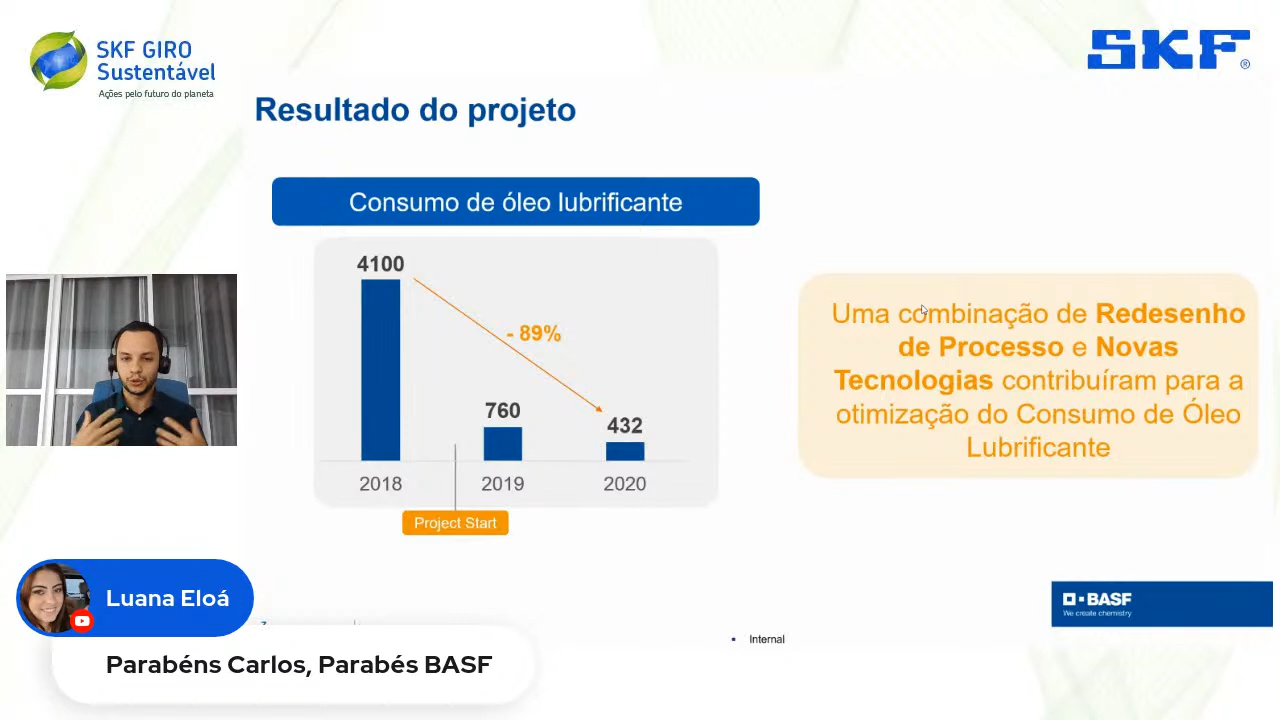 SKF GIRO
Sustentável
Ações pelo futuro do planeta
SKF®
Resultado do projeto
Consumo de óleo lubrificante
4100
- 89%
760
432
2018
2019
2020
Project Start
Uma combinação de Redesenho
de Processo e Novas
Tecnologias contribuíram para a
otimização do Consumo de Óleo
Lubrificante
Luana Eloá
Parabéns Carlos, Parabés BASF
BASF
We create chemistry
• Internal